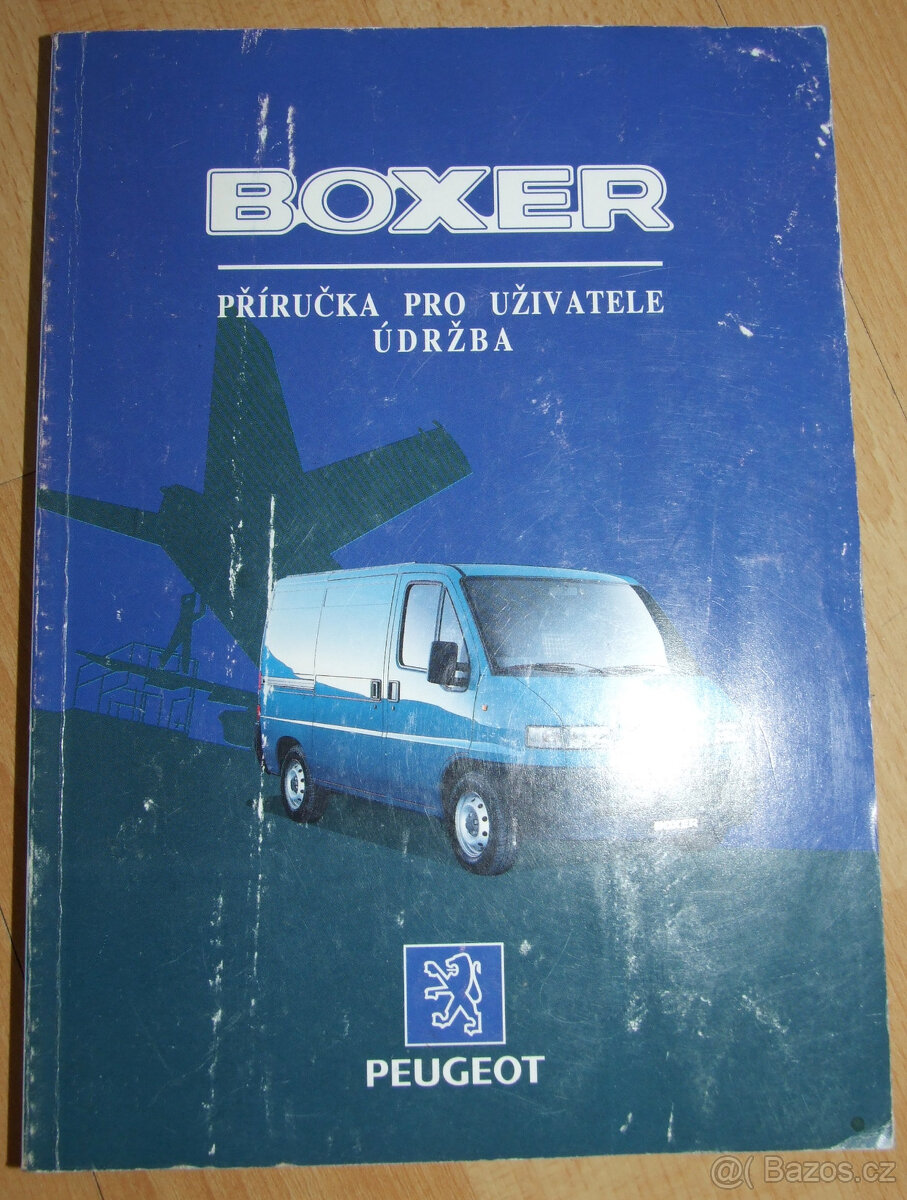 BOXER
PŘÍRUČKA PRO UŽIVATELE
ÚDRŽBA
BOXER
PEUGEOT
@( Bazos.cz